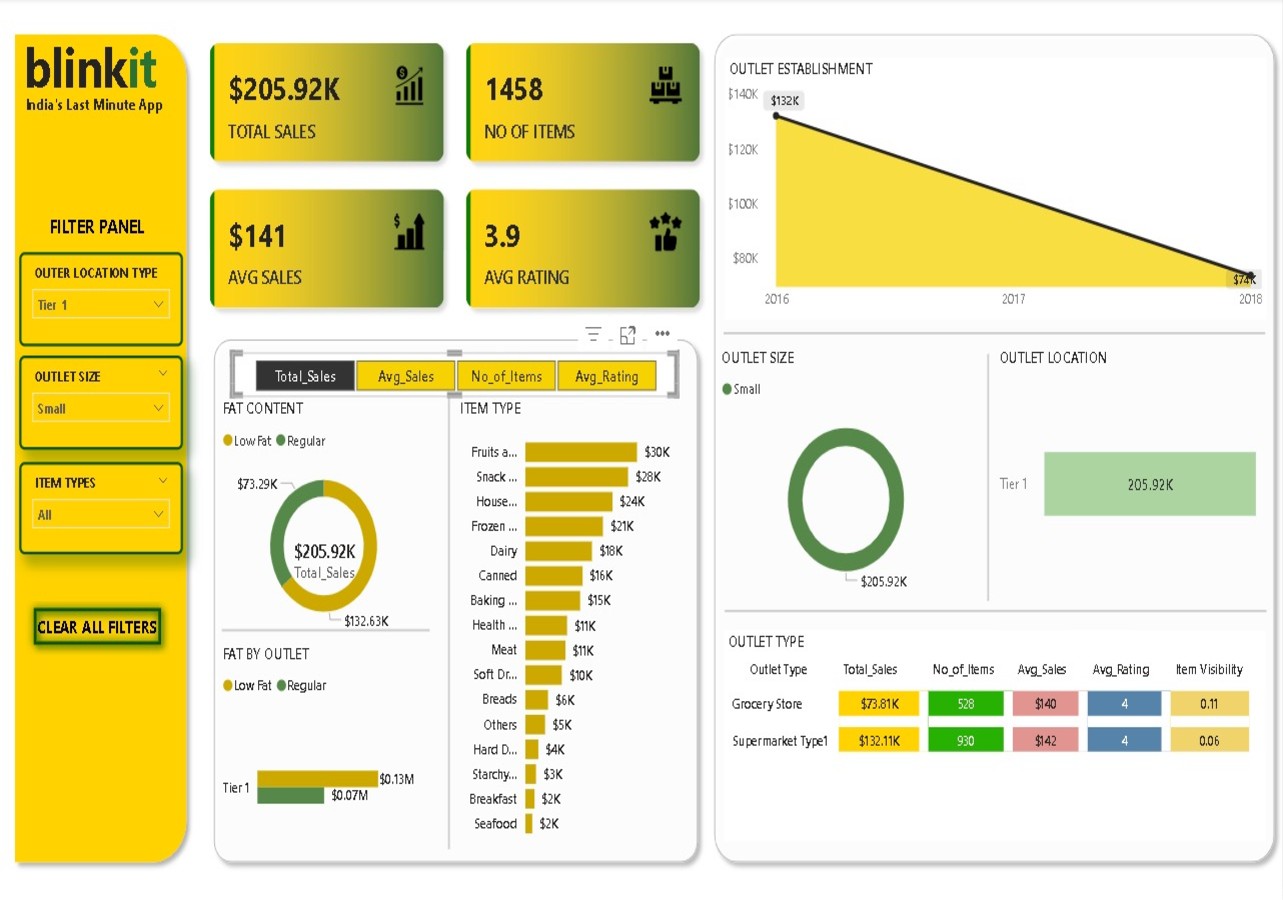 blinkit
India's Last Minute App
FILTER PANEL
OUTER LOCATION TYPE
Tier 1
OUTLET SIZE
Small
ITEM TYPES
All
CLEAR ALL FILTERS
$205.92K
TOTAL SALES
1458
NO OF ITEMS
$141
AVG SALES
3.9
AVG RATING
Total_Sales Avg_Sales No_of_Items Avg_Rating
FAT CONTENT
Low Fat Regular
$73.29K
$205.92K
Total_Sales
$132.63K
FAT BY OUTLET
Low Fat Regular
Tier 1
$0.13M
$0.07M
ITEM TYPE
Fruits a... $30K
Snack ... $28K
House... $24K
Frozen ... $21K
Dairy $18K
Canned $16K
Baking ... $15K
Health ... $11K
Meat $11K
Soft Dr... $10K
Breads $6K
Others $5K
Hard D... $4K
Starchy... $3K
Breakfast $2K
Seafood $2K
OUTLET ESTABLISHMENT
$140K
$132K
$120K
$100K
$80K
$74K
2016 2017 2018
OUTLET SIZE
Small
$205.92K
OUTLET LOCATION
Tier 1 205.92K
OUTLET TYPE
Outlet Type Total_Sales No_of_Items Avg_Sales Avg_Rating Item Visibility
Grocery Store $73.81K 528 $140 4 0.11
Supermarket Type1 $132.11K 930 $142 4 0.06